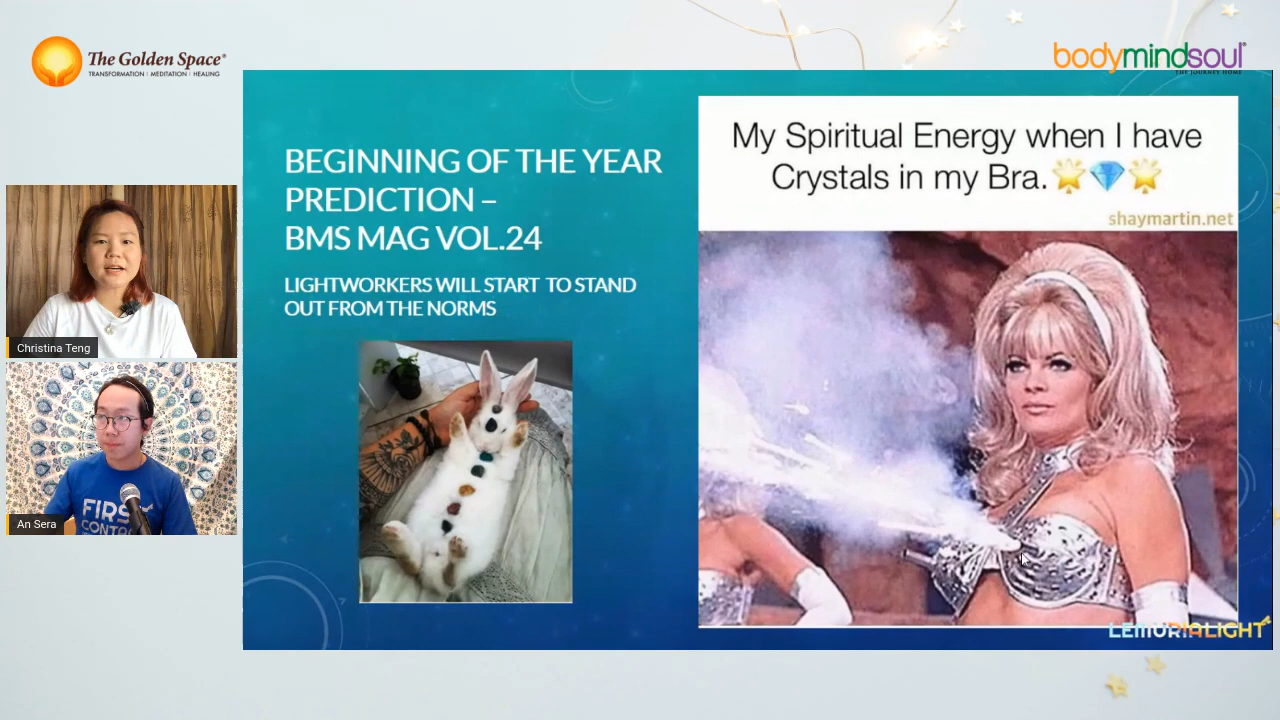 The Golden Space®
TRANSFORMATION | MEDITATION | HEALING
bodymindsoul®
THE JOURNEY HOME
BEGINNING OF THE YEAR
PREDICTION –
BMS MAG VOL.24
LIGHTWORKERS WILL START TO STAND
OUT FROM THE NORMS
My Spiritual Energy when I have
Crystals in my Bra.🌟💎🌟
shaymartin.net
Christina Teng
FIRS
CONTA
An Sera
LEMURIALIGHT